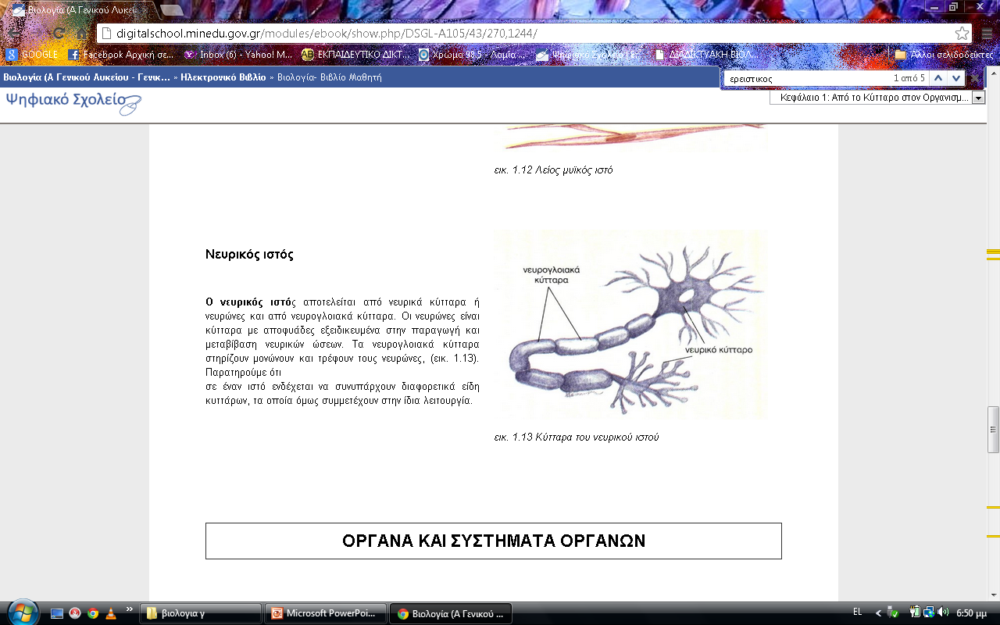 Βιολογία (Α Γενικού Λυκεί
digitalschool.minedu.gov.gr/modules/ebook/show.php/DSGL-A105/43/270,1244/
GOOGLE
Facebook Αρχική σε...
Inbox (6) - Yahoo! M...
ΕΚΠΑΙΔΕΥΤΙΚΟ ΔΙΚΤ...
Χρώμα 98.5 - Λαμία ...
Ψηφιακό Σχολείο | Ε...
ΔΙΑΔΙΚΤΥΑΚΗ ΒΙΟΛ...
Άλλοι σελιδοδείκτες
Βιολογία (Α Γενικού Λυκείου - Γενικ... » Ηλεκτρονικό Βιβλίο » Βιολογία- Βιβλίο Μαθητή
ερειστικος
1 από 5
Ψηφιακό Σχολείο
Κεφάλαιο 1: Από το Κύτταρο στον Οργανισμ...
εικ. 1.12 Λείος μυϊκός ιστό
Νευρικός ιστός
Ο νευρικός ιστός αποτελείται από νευρικά κύτταρα ή
νευρώνες και από νευρογλοιακά κύτταρα. Οι νευρώνες είναι
κύτταρα με αποφυάδες εξειδικευμένα στην παραγωγή και
μεταβίβαση νευρικών ώσεων. Τα νευρογλοιακά κύτταρα
στηρίζουν μονώνουν και τρέφουν τους νευρώνες, (εικ. 1.13).
Παρατηρούμε ότι
σε έναν ιστό ενδέχεται να συνυπάρχουν διαφορετικά είδη
κυττάρων, τα οποία όμως συμμετέχουν στην ίδια λειτουργία.
νευρογλοιακά
κύτταρα
νευρικό κύτταρο
εικ. 1.13 Κύτταρα του νευρικού ιστού
ΟΡΓΑΝΑ ΚΑΙ ΣΥΣΤΗΜΑΤΑ ΟΡΓΑΝΩΝ
βιολογια γ
Microsoft PowerPoi...
Βιολογία (Α Γενικού ...
EL
6:50 μμ